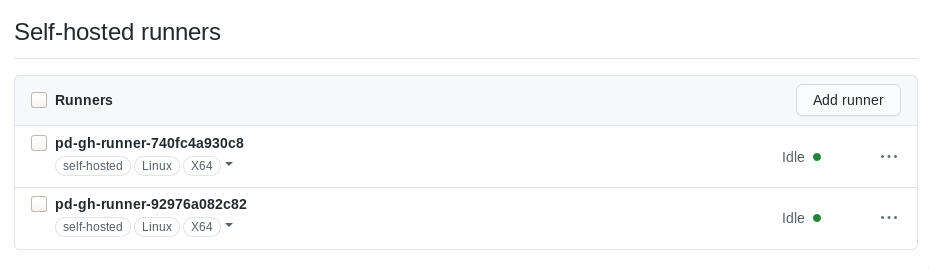 Self-hosted runners
Runners Add runner
pd-gh-runner-740fc4a930c8
Idle
self-hosted Linux X64
pd-gh-runner-92976a082c82
Idle
self-hosted Linux X64